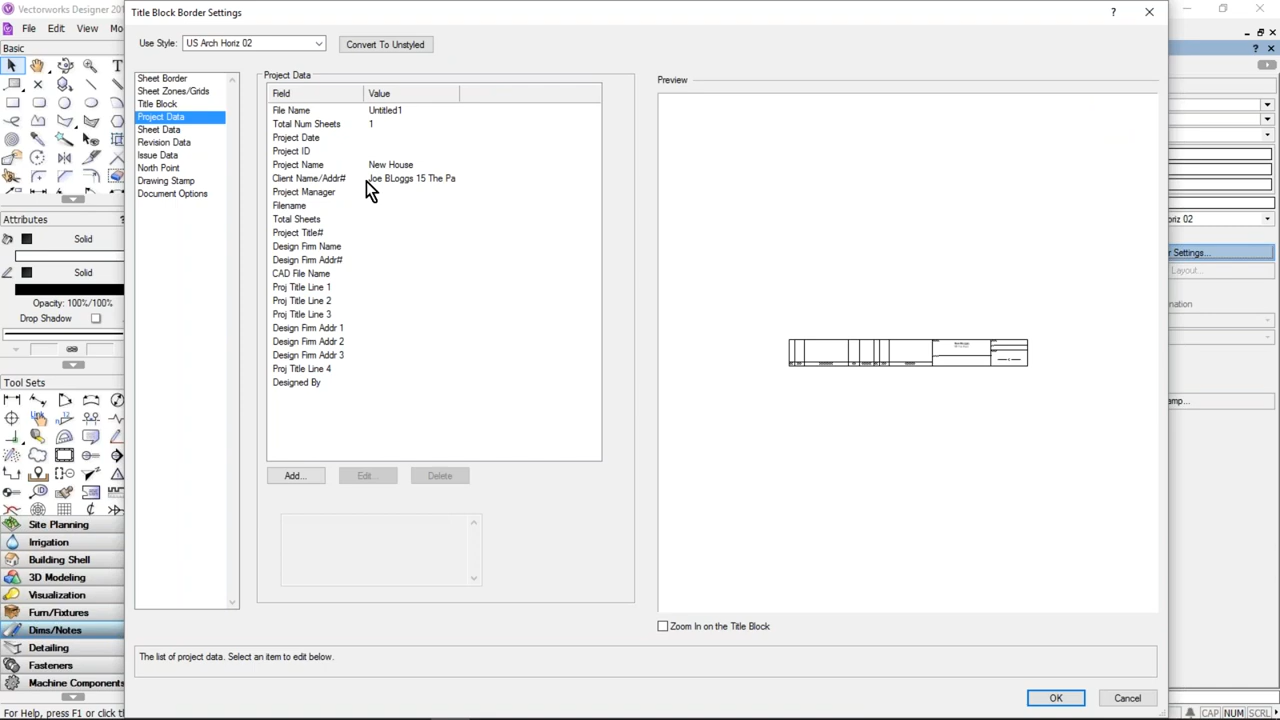 Vectorworks Designer 201
Title Block Border Settings
?
File Edit View Mo
Use Style: US Arch Horiz 02 Convert To Unstyled
Basic
Sheet Border
Sheet Zones/Grids
Title Block
Project Data
Sheet Data
Revision Data
Issue Data
North Point
Drawing Stamp
Document Options
Project Data
Field Value
File Name Untitled1
Total Num Sheets 1
Project Date
Project ID
Project Name New House
Client Name/Addr# Joe BLoggs 15 The Pa
Project Manager
Filename
Total Sheets
Project Title#
Design Firm Name
Design Firm Addr#
CAD File Name
Proj Title Line 1
Proj Title Line 2
Proj Title Line 3
Design Firm Addr 1
Design Firm Addr 2
Design Firm Addr 3
Proj Title Line 4
Designed By
Add... Edit... Delete
Preview
Zoom In on the Title Block
The list of project data. Select an item to edit below.
OK Cancel
Attributes ?
Solid
Solid
Opacity: 100%/100%
Drop Shadow
Tool Sets
Site Planning
Irrigation
Building Shell
3D Modeling
Visualization
Furn/Fixtures
Dims/Notes
Detailing
Fasteners
Machine Components
For Help, press F1 or click t
? ×
oriz 02
r Settings...
Layout...
nation
amp...
CAP NUM SCRL